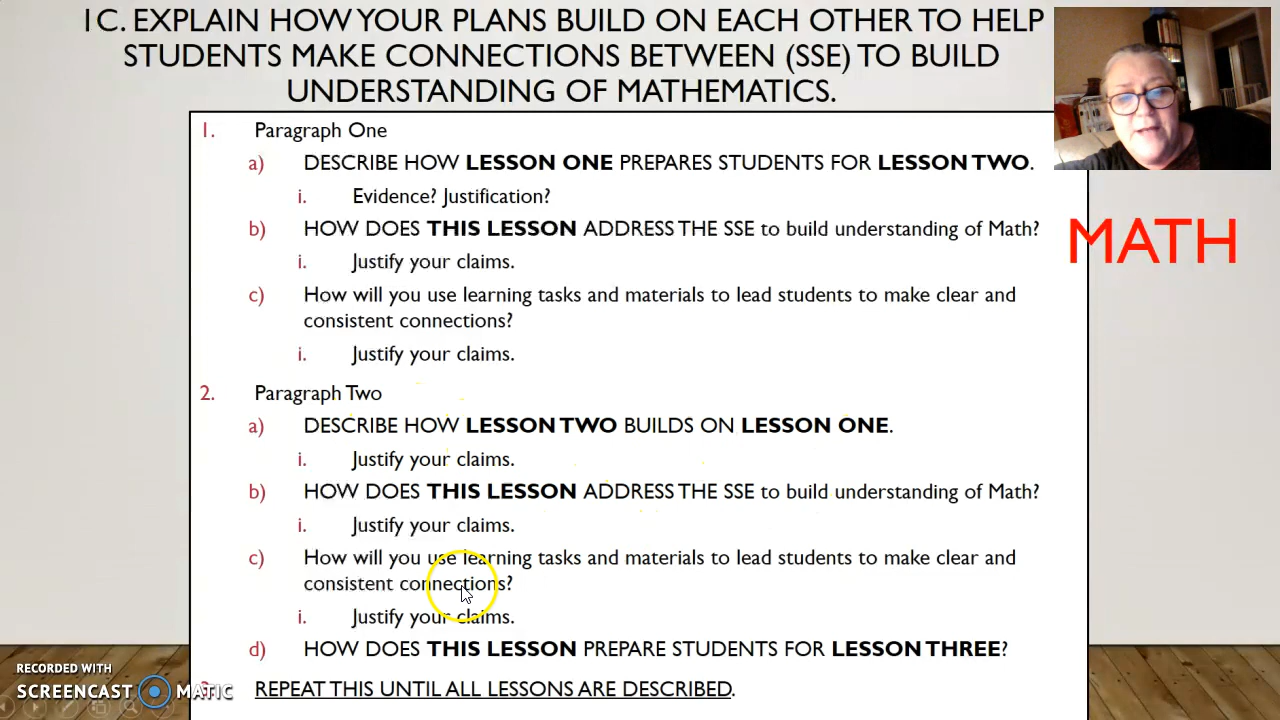 1C. EXPLAIN HOW YOUR PLANS BUILD ON EACH OTHER TO HELP
STUDENTS MAKE CONNECTIONS BETWEEN (SSE) TO BUILD
UNDERSTANDING OF MATHEMATICS.
1. Paragraph One
a) DESCRIBE HOW LESSON ONE PREPARES STUDENTS FOR LESSON TWO.
i. Evidence? Justification?
b) HOW DOES THIS LESSON ADDRESS THE SSE to build understanding of Math?
i. Justify your claims.
c) How will you use learning tasks and materials to lead students to make clear and
consistent connections?
i. Justify your claims.
MATH
2. Paragraph Two
a) DESCRIBE HOW LESSON TWO BUILDS ON LESSON ONE.
i. Justify your claims.
b) HOW DOES THIS LESSON ADDRESS THE SSE to build understanding of Math?
i. Justify your claims.
c) How will you use learning tasks and materials to lead students to make clear and
consistent connections?
i. Justify your claims.
d) HOW DOES THIS LESSON PREPARE STUDENTS FOR LESSON THREE?
REPEAT THIS UNTIL ALL LESSONS ARE DESCRIBED.
RECORDED WITH
SCREENCAST MATIC